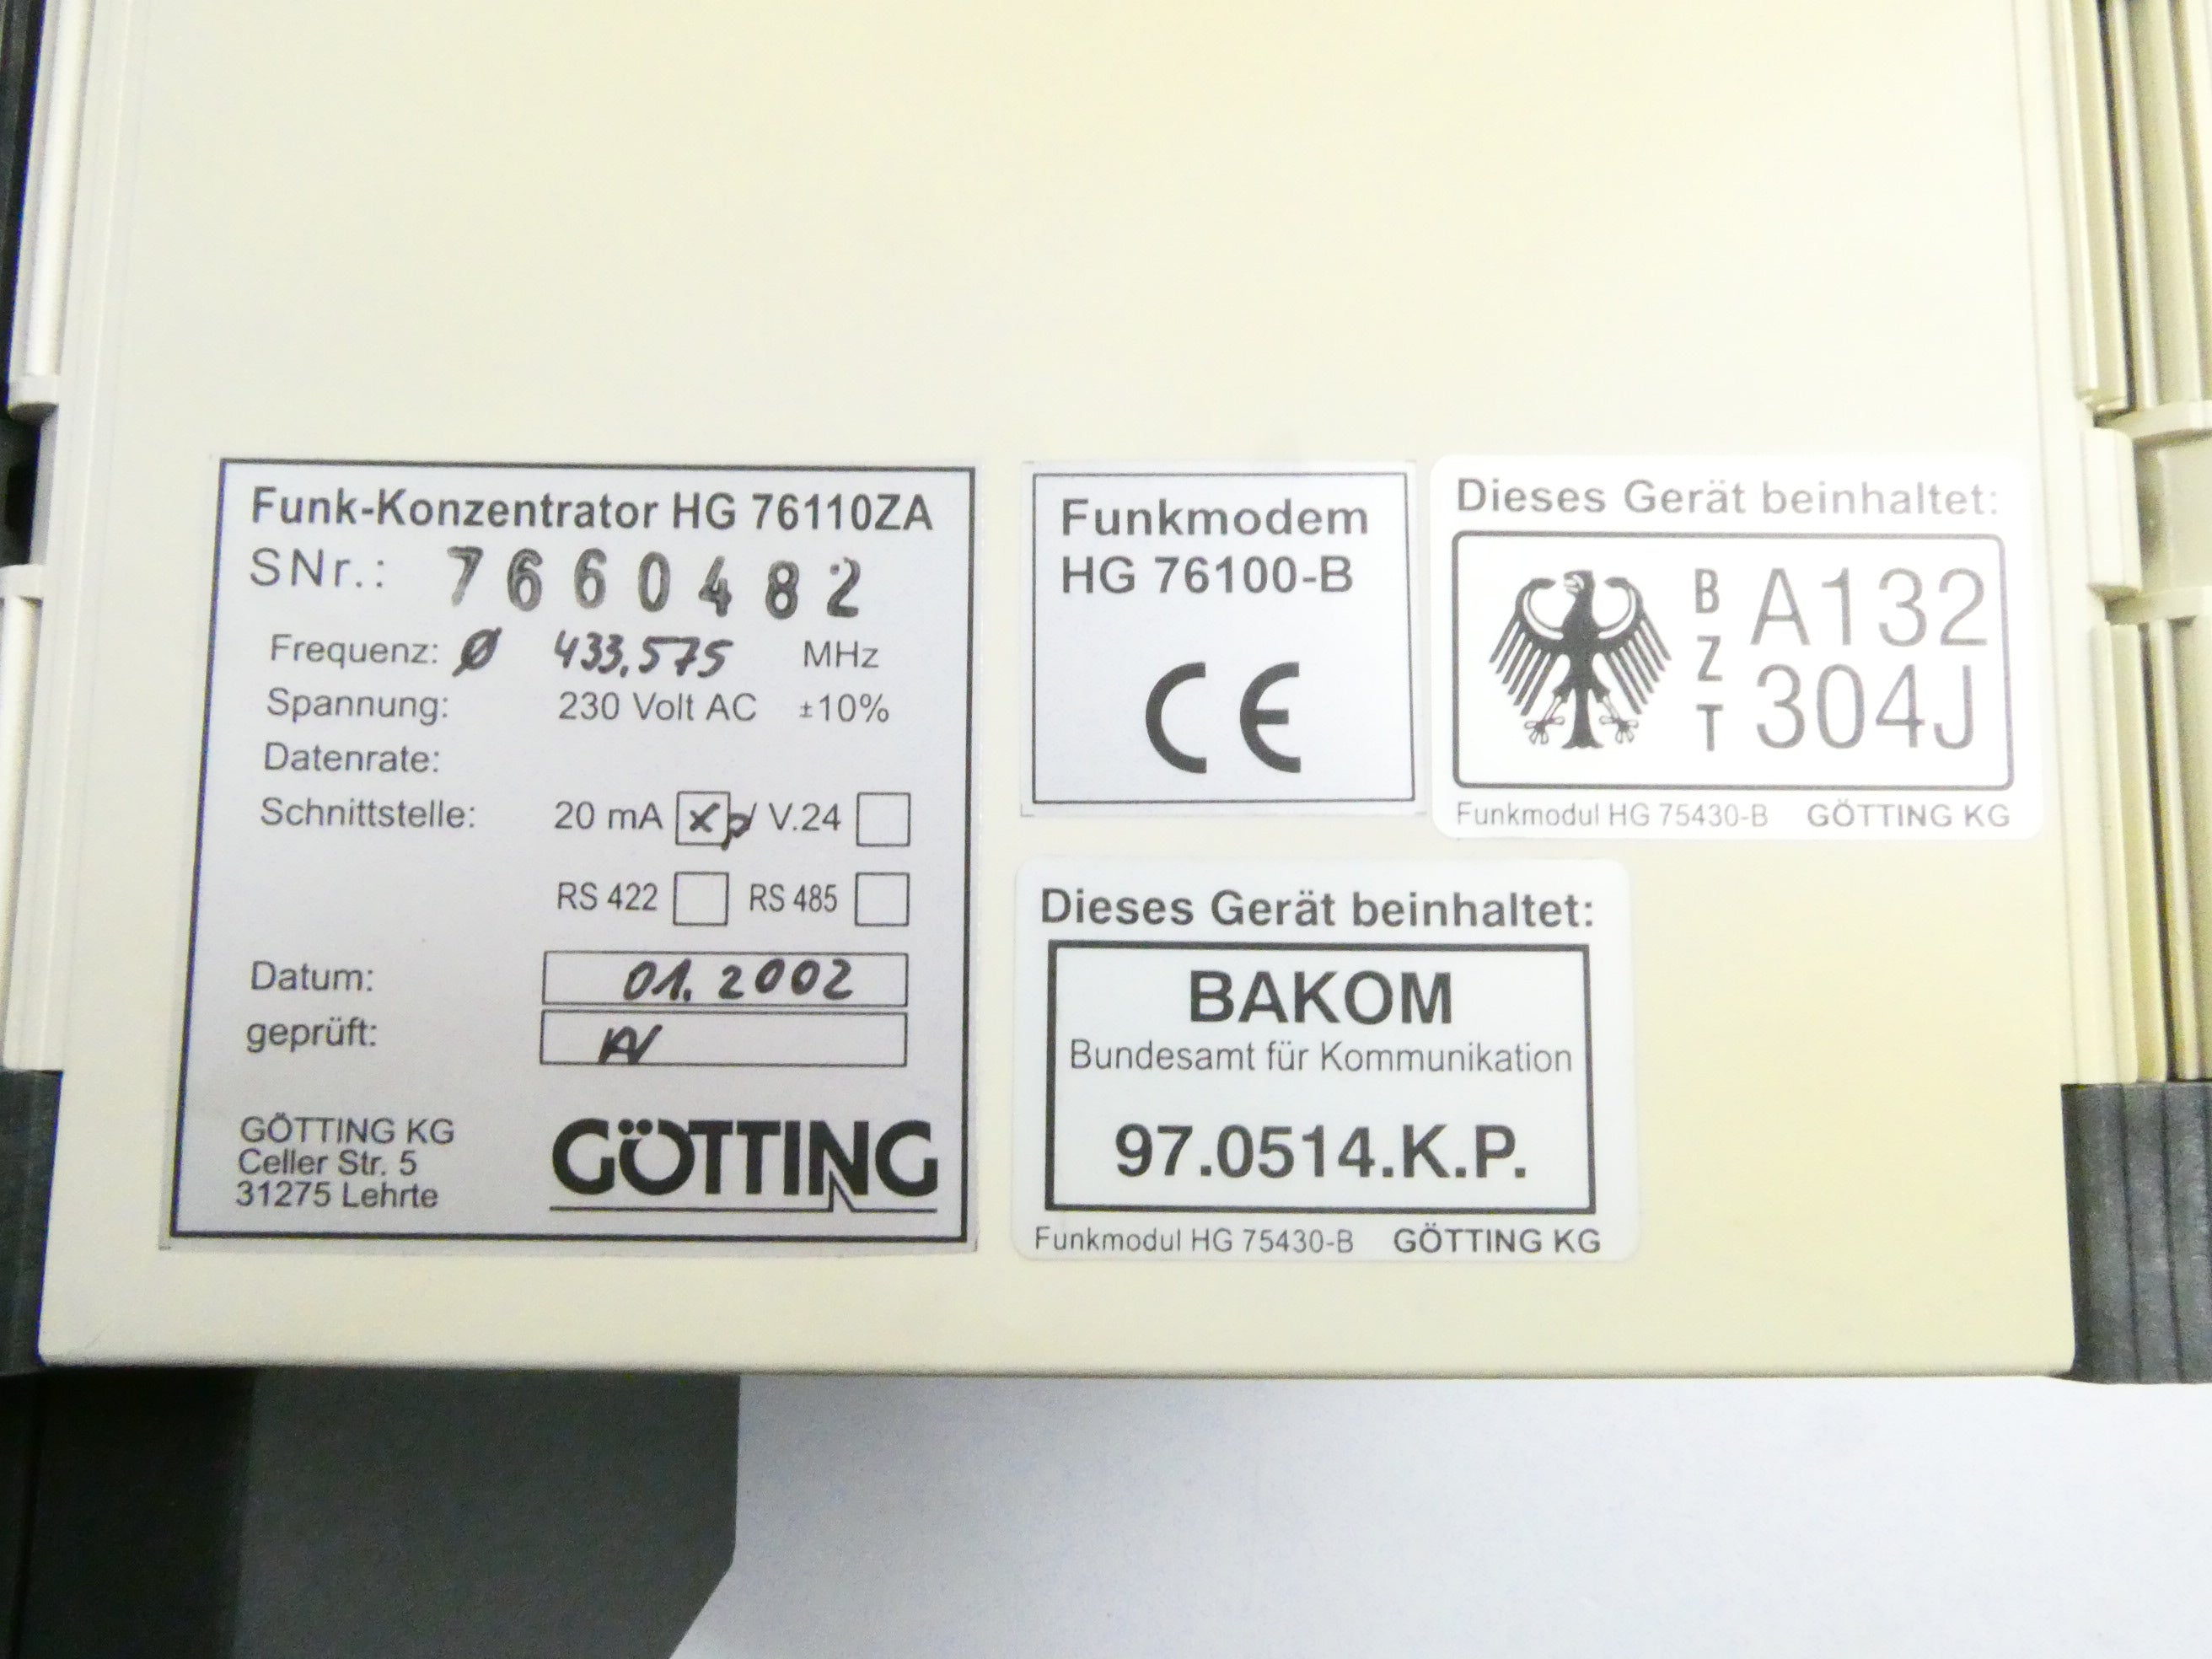 Funk-Konzentrator HG 76110ZA
SNr.: 7660482
Frequenz: Ø 433,575 MHz
Spannung: 230 Volt AC ±10%
Datenrate:
Schnittstelle: 20 mA x p/ V.24
RS 422 RS 485
Datum: 01.2002
geprüft:
GÖTTING KG
Celler Str. 5
31275 Lehrte
GÖTTING
Funkmodem
HG 76100-B
CE
Dieses Gerät beinhaltet:
BZT
A132
304J
Funkmodul HG 75430-B GÖTTING KG
Dieses Gerät beinhaltet:
BAKOM
Bundesamt für Kommunikation
97.0514.K.P.
Funkmodul HG 75430-B GÖTTING KG